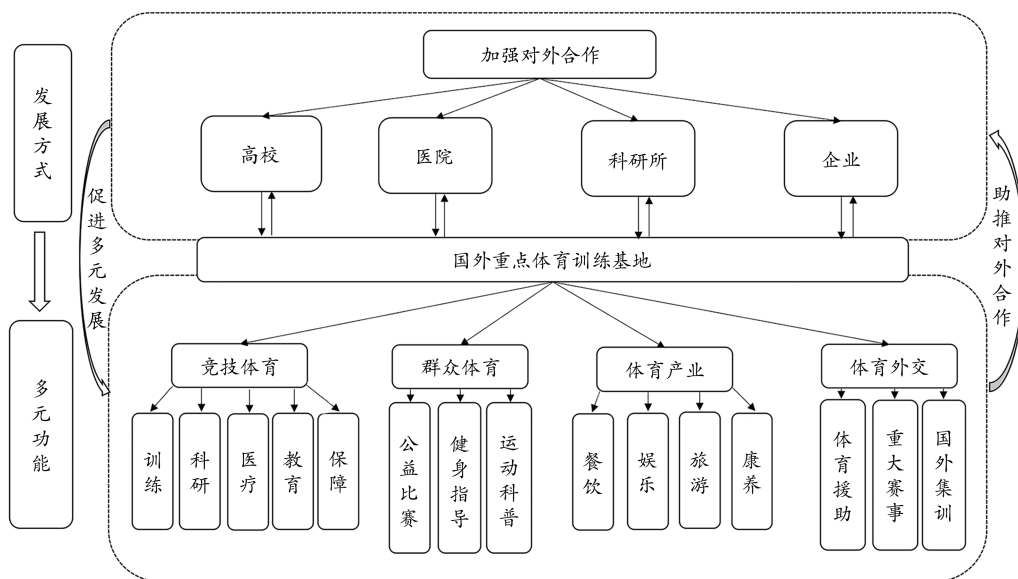 加强对外合作
发展方式
高校
医院
科研所
企业
促进多元发展
助推对外合作
国外重点体育训练基地
多元功能
竞技体育
群众体育
体育产业
体育外交
训练
科研
医疗
教育
保障
公益比赛
健身指导
运动科普
餐饮
娱乐
旅游
康养
体育援助
重大赛事
国外集训